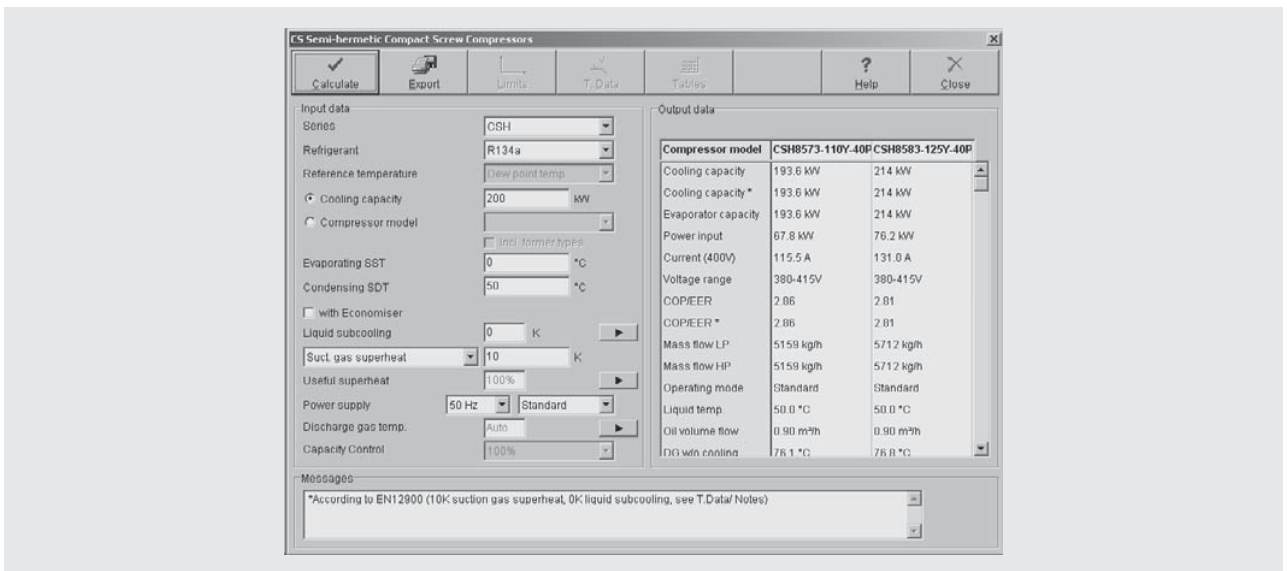 CS Semi-hermetic Compact Screw Compressors
Calculate Export Limits T. Data Tables Help Close
Input data
Series CSH
Refrigerant R134a
Reference temperature Dew point temp.
Cooling capacity 200 kW
Compressor model
Incl. former types
Evaporating SST 0 °C
Condensing SDT 50 °C
with Economiser
Liquid subcooling 0 K
Suct. gas superheat 10 K
Useful superheat 100%
Power supply 50 Hz Standard
Discharge gas temp. Auto
Capacity Control 100%
Output data
Compressor model CSH8573-110Y-40P CSH8583-125Y-40P
Cooling capacity 193.6 kW 214 kW
Cooling capacity * 193.6 kW 214 kW
Evaporator capacity 193.6 kW 214 kW
Power input 67.8 kW 76.2 kW
Current (400V) 115.5 A 131.0 A
Voltage range 380-415V 380-415V
COP/EER 2.86 2.81
COP/EER * 2.86 2.81
Mass flow LP 5159 kg/h 5712 kg/h
Mass flow HP 5159 kg/h 5712 kg/h
Operating mode Standard Standard
Liquid temp. 50.0 °C 50.0 °C
Oil volume flow 0.90 m³/h 0.90 m³/h
DG w/o cooling 76.1 °C 76.8 °C
Messages
*According to EN12900 (10K suction gas superheat, 0K liquid subcooling, see T.Data/ Notes)